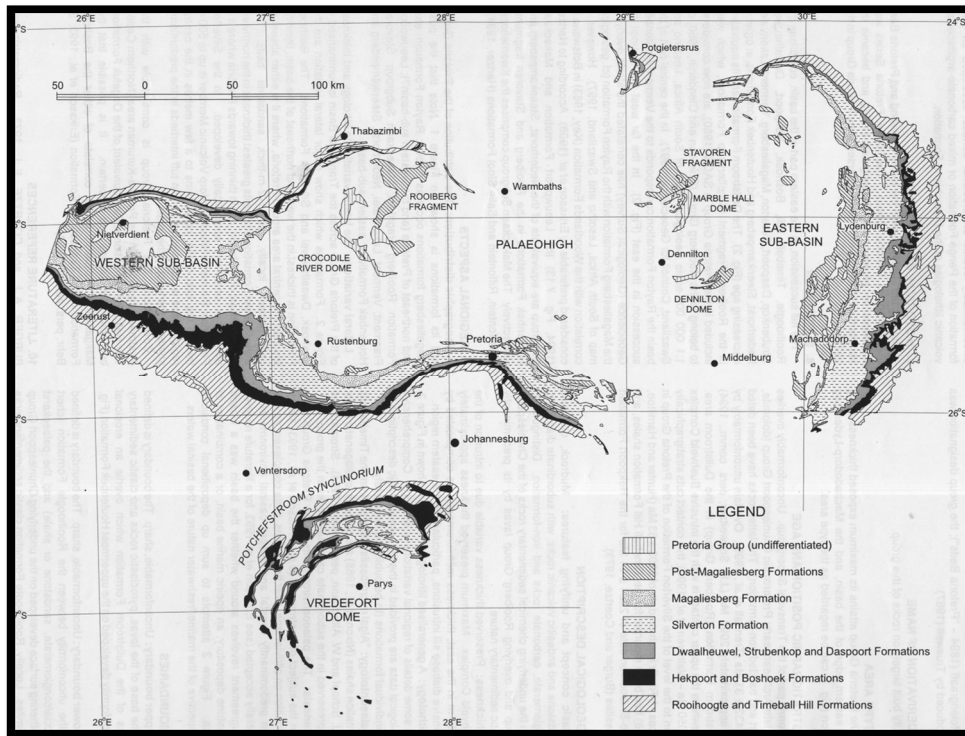 26°E 27°E 28°E 29°E 30°E 24°S
4°S
Potgietersrus
50 0 50 100 km
Thabazimbi
STAVOREN
FRAGMENT
ROOIBERG
FRAGMENT
Warmbaths
MARBLE HALL
DOME
Nietverdient
5°S
PALAEOHIGH
EASTERN
SUB-BASIN
Lydenburg
25°S
WESTERN SUB-BASIN
CROCODILE
RIVER DOME
Dennilton
DENNILTON
DOME
Zeerust
Rustenburg
Pretoria
Machadodorp
Middelburg
6°S
26°S
Johannesburg
Ventersdorp
POTCHEFSTROOM SYNCLINORIUM
Parys
VREDEFORT
DOME
7°S
26°E 27°E 28°E
LEGEND
Pretoria Group (undifferentiated)
Post-Magaliesberg Formations
Magaliesberg Formation
Silverton Formation
Dwaalheuwel, Strubenkop and Daspoort Formations
Hekpoort and Boshoek Formations
Rooihoogte and Timeball Hill Formations